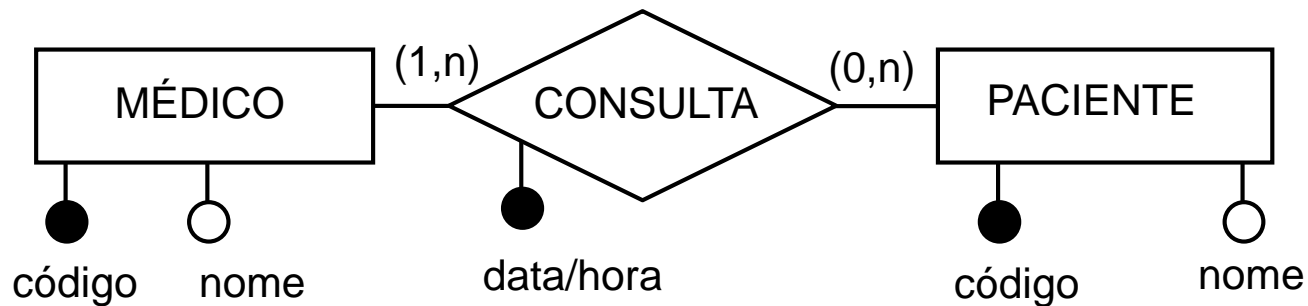 (1,n)
(0,n)
MÉDICO
CONSULTA
PACIENTE
código
nome
data/hora
código
nome